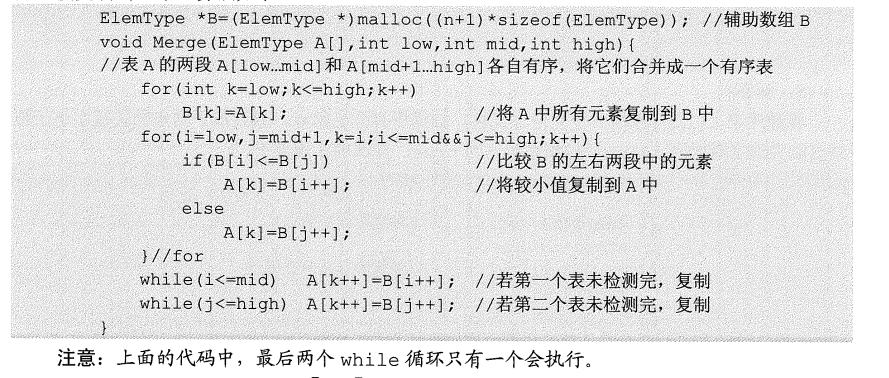 ElemType *B=(ElemType *)malloc((n+1)*sizeof(ElemType)); //辅助数组 B
void Merge(ElemType A[],int low,int mid,int high){
//表 A 的两段 A[low…mid]和 A[mid+1…high]各自有序，将它们合并成一个有序表
    for(int k=low;k<=high;k++)
        B[k]=A[k]; //将 A 中所有元素复制到 B 中
    for(i=low,j=mid+1,k=i;i<=mid&&j<=high;k++){
        if(B[i]<=B[j]) //比较 B 的左右两段中的元素
            A[k]=B[i++]; //将较小值复制到 A 中
        else
            A[k]=B[j++];
    }//for
    while(i<=mid) A[k++]=B[i++]; //若第一个表未检测完，复制
    while(j<=high) A[k++]=B[j++]; //若第二个表未检测完，复制
}
注意：上面的代码中，最后两个 while 循环只有一个会执行。